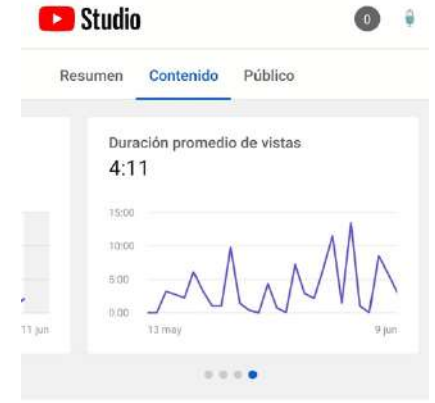 Studio
0
Resumen Contenido Público
Duración promedio de vistas
4:11
15:00
10:00
5:00
0:00
11 jun
13 may
9 jun